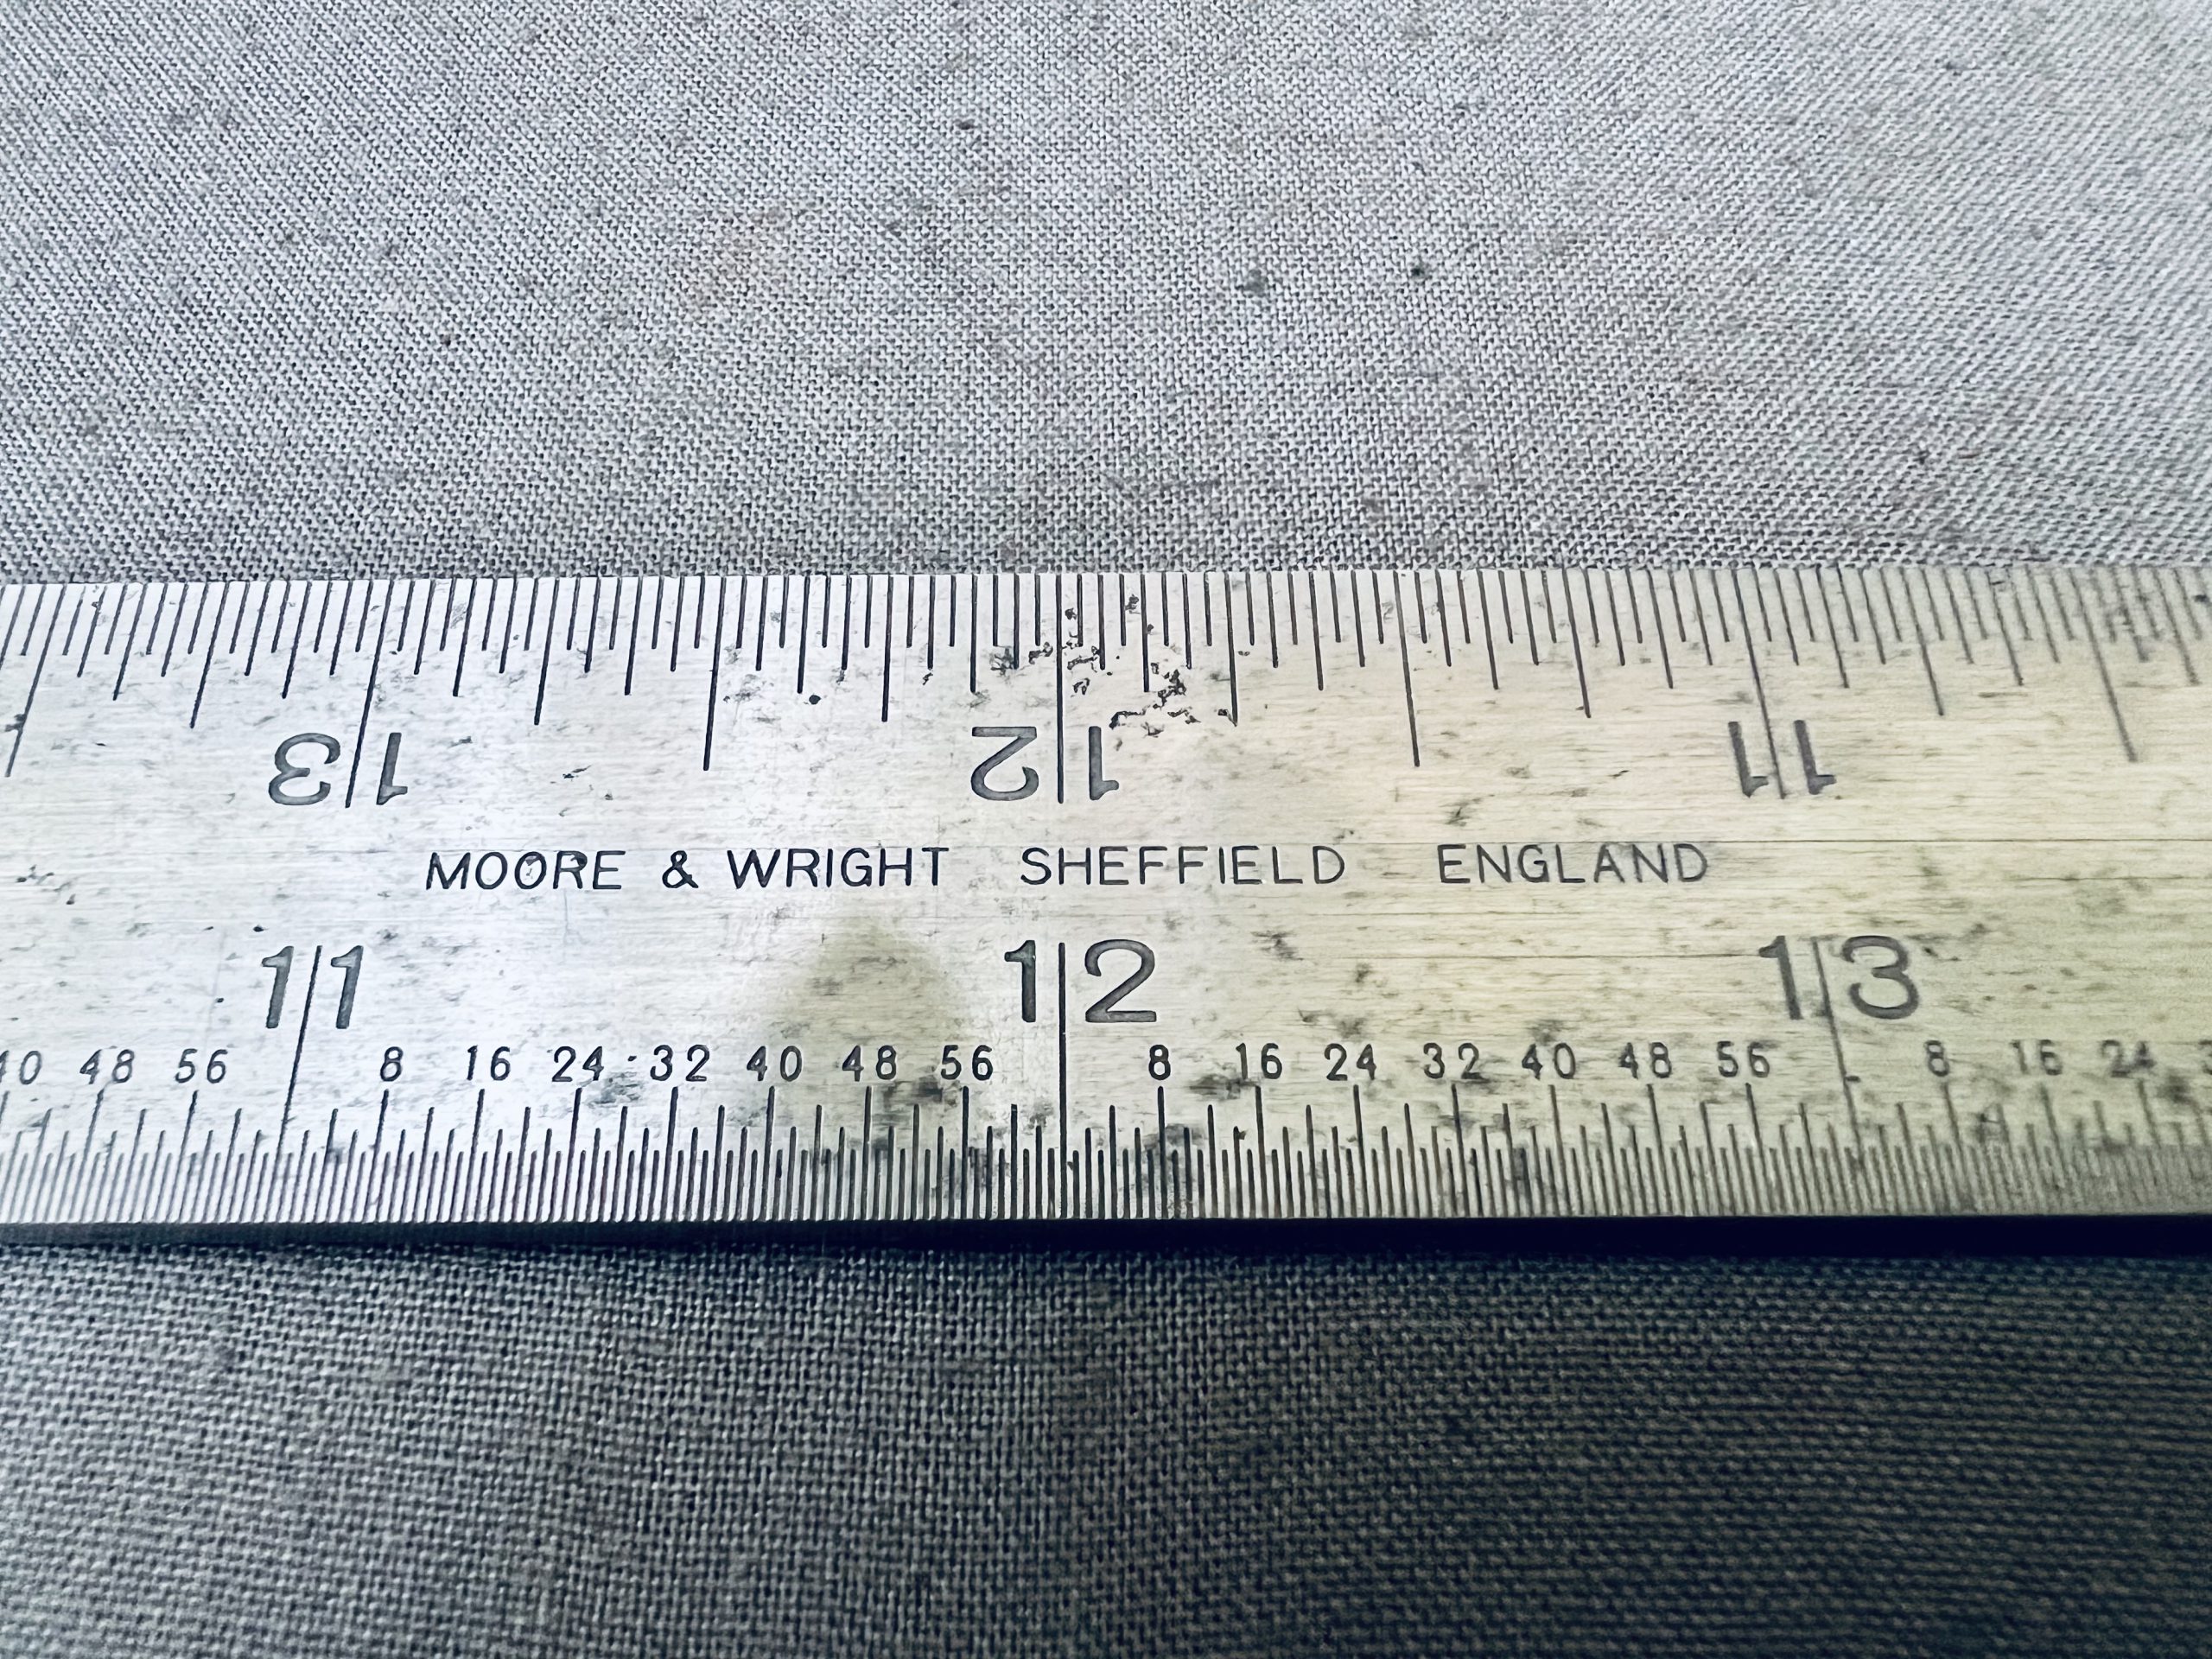 13 12 11
MOORE & WRIGHT SHEFFIELD ENGLAND
11 12 13
48 56 8 16 24 32 40 48 56 8 16 24 32 40 48 56 8 16 24